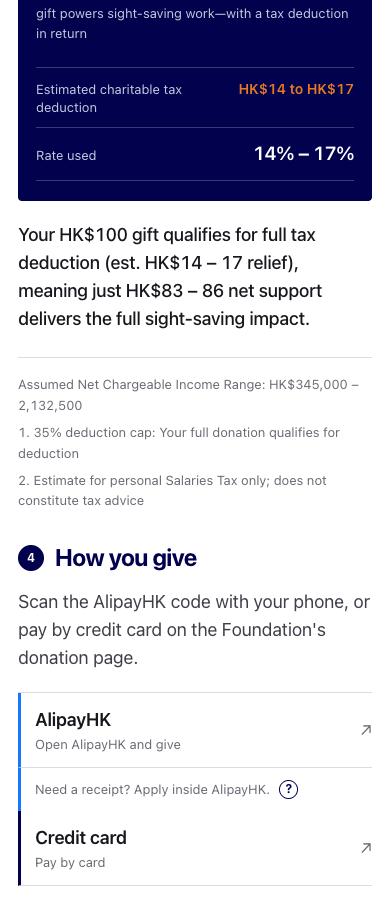 gift powers sight-saving work—with a tax deduction
in return
Estimated charitable tax
deduction
HK$14 to HK$17
Rate used
14% – 17%
Your HK$100 gift qualifies for full tax
deduction (est. HK$14 – 17 relief),
meaning just HK$83 – 86 net support
delivers the full sight-saving impact.
Assumed Net Chargeable Income Range: HK$345,000 –
2,132,500
1. 35% deduction cap: Your full donation qualifies for
deduction
2. Estimate for personal Salaries Tax only; does not
constitute tax advice
4 How you give
Scan the AlipayHK code with your phone, or
pay by credit card on the Foundation's
donation page.
AlipayHK
Open AlipayHK and give
Need a receipt? Apply inside AlipayHK. ?
Credit card
Pay by card